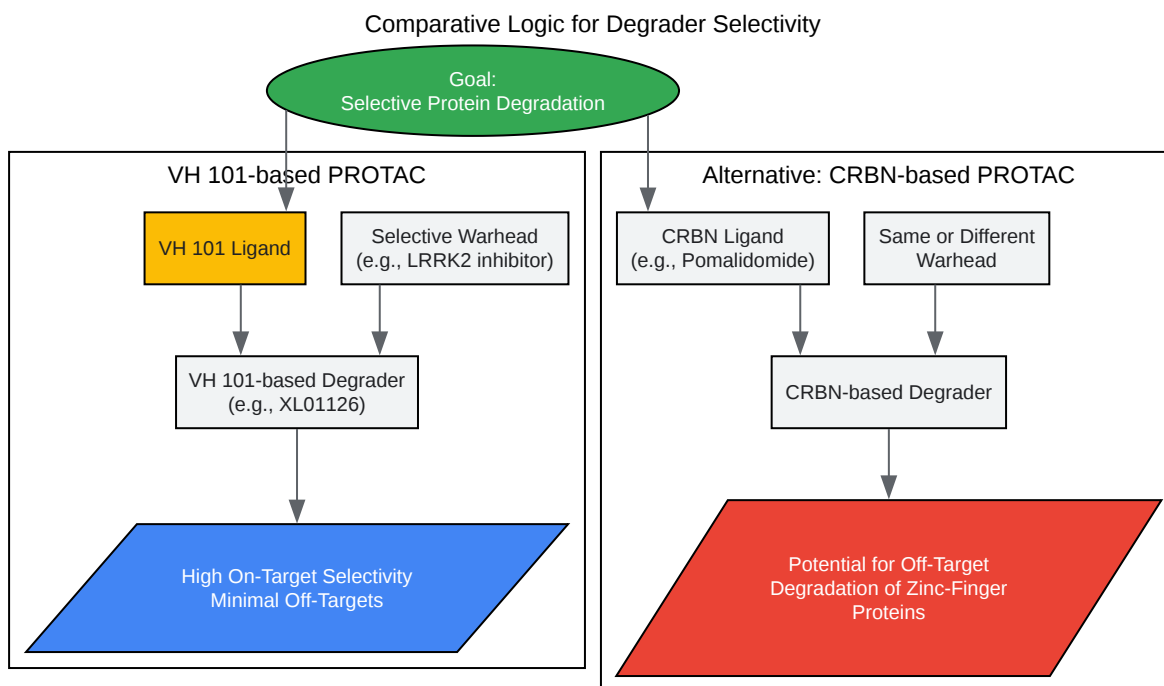 Comparative Logic for Degrader Selectivity
Goal:
Selective Protein Degradation
VH 101-based PROTAC
VH 101 Ligand
Selective Warhead
(e.g., LRRK2 inhibitor)
VH 101-based Degrader
(e.g., XL01126)
High On-Target Selectivity
Minimal Off-Targets
Alternative: CRBN-based PROTAC
CRBN Ligand
(e.g., Pomalidomide)
Same or Different
Warhead
CRBN-based Degrader
Potential for Off-Target
Degradation of Zinc-Finger
Proteins